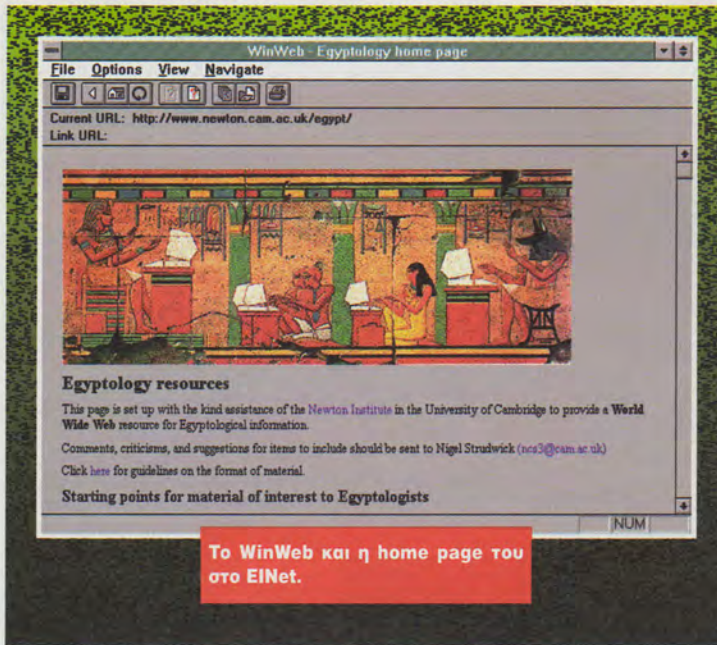 WinWeb - Egyptology home page
File Options View Navigate
Current URL: http://www.newton.cam.ac.uk/egypt/
Link URL:
Egyptology resources
This page is set up with the kind assistance of the Newton Institute in the University of Cambridge to provide a World
Wide Web resource for Egyptological information.
Comments, criticisms, and suggestions for items to include should be sent to Nigel Strudwick (ncs3@cam.ac.uk)
Click here for guidelines on the format of material.
Starting points for material of interest to Egyptologists
NUM
Το WinWeb και η home page του
στο EINet.